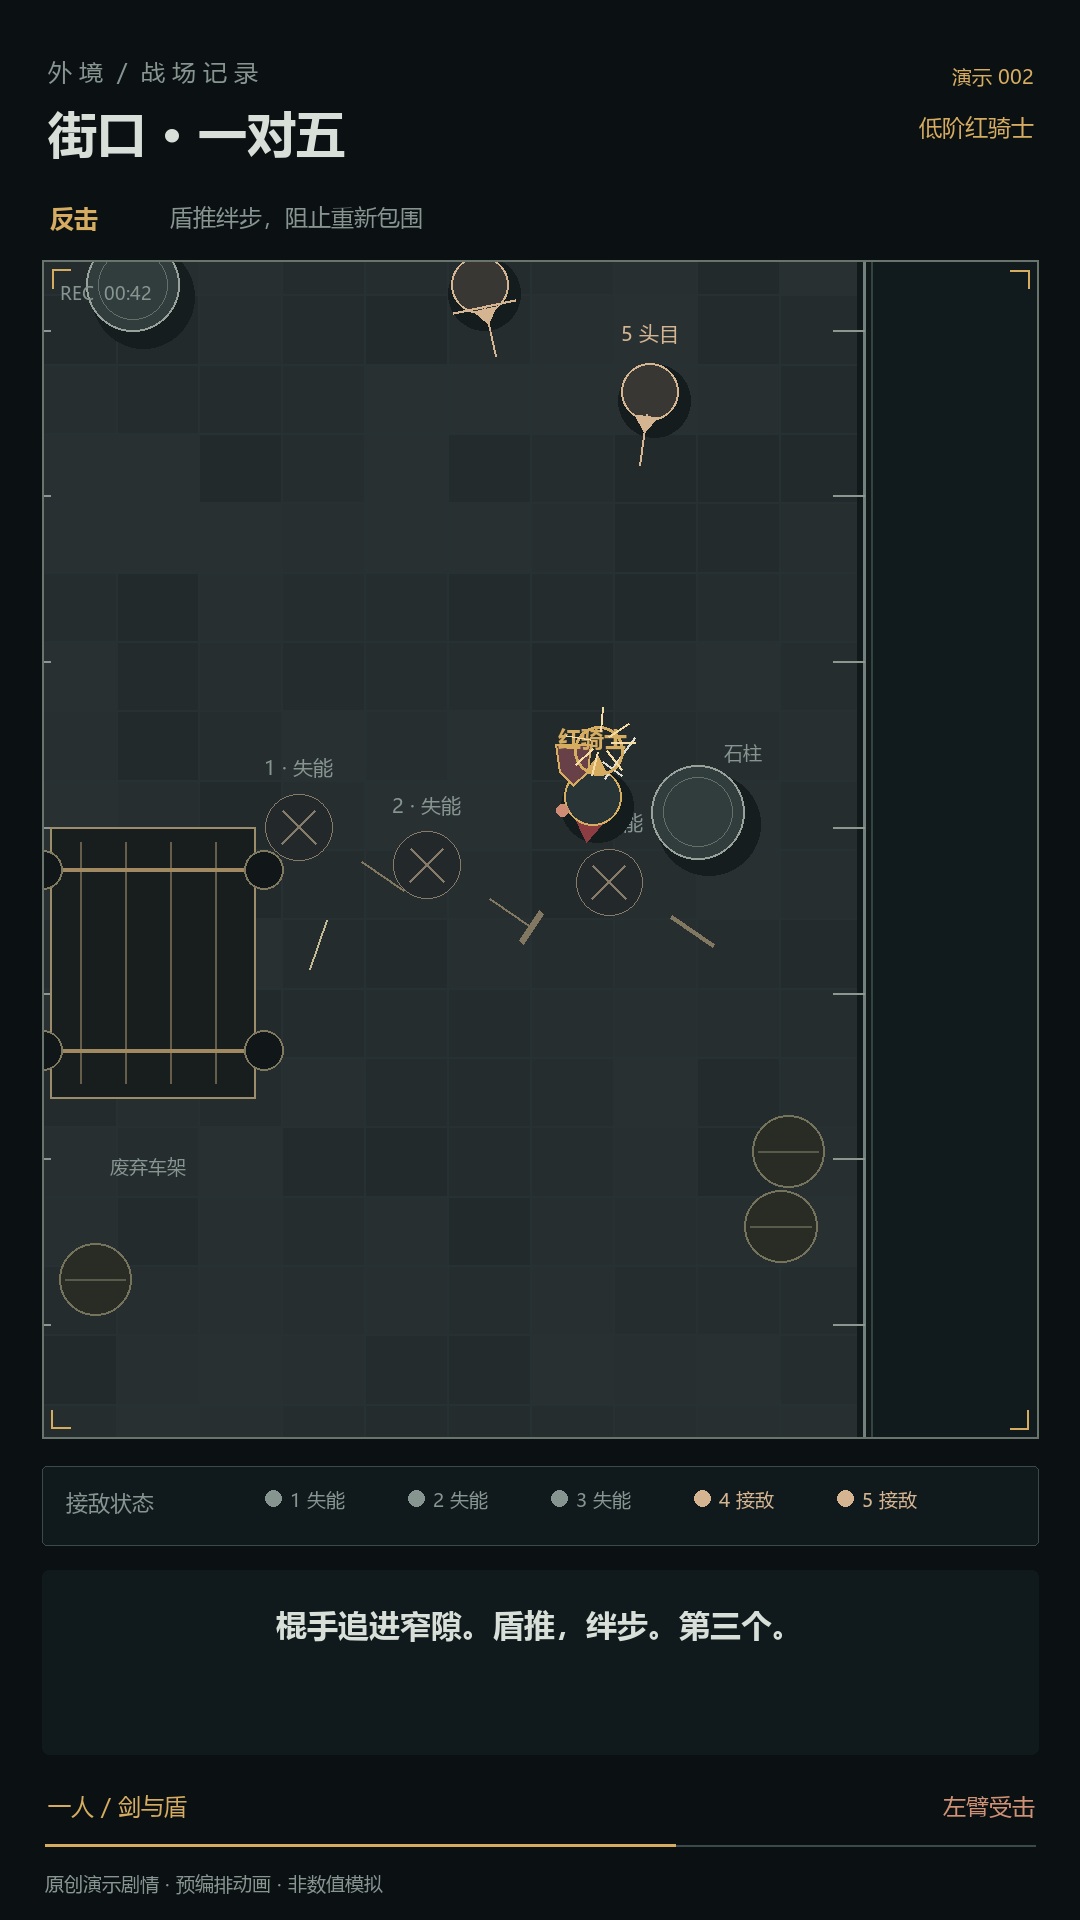 外境 / 战场记录
演示 002
街口·一对五
低阶红骑士
反击
盾推绊步，阻止重新包围
REC 00:42
5 头目
红骑士
石柱
1 · 失能
2 · 失能
能
废弃车架
接敌状态
1 失能
2 失能
3 失能
4 接敌
5 接敌
棍手追进窄隙。盾推，绊步。第三个。
一人 / 剑与盾
左臂受击
原创演示剧情 · 预编排动画 · 非数值模拟